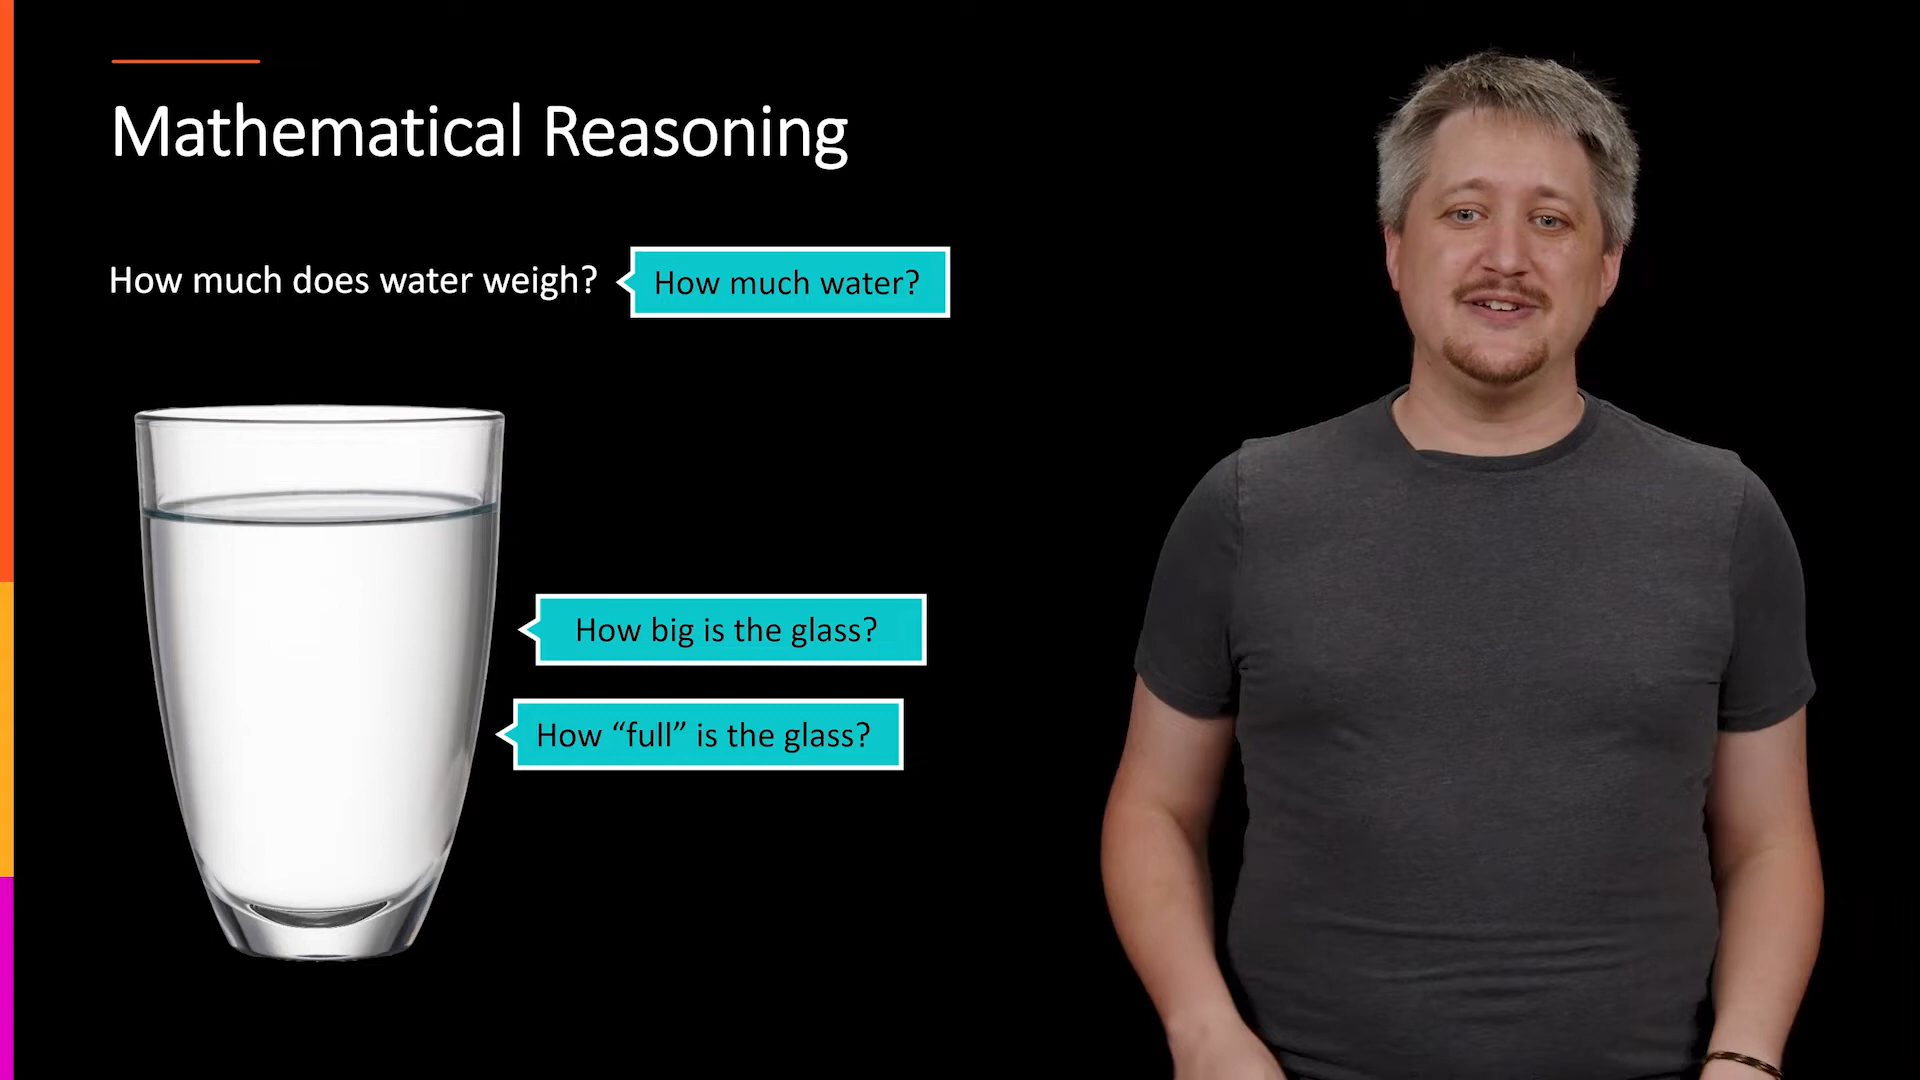 Mathematical Reasoning
How much does water weigh?
How much water?
How big is the glass?
How “full” is the glass?